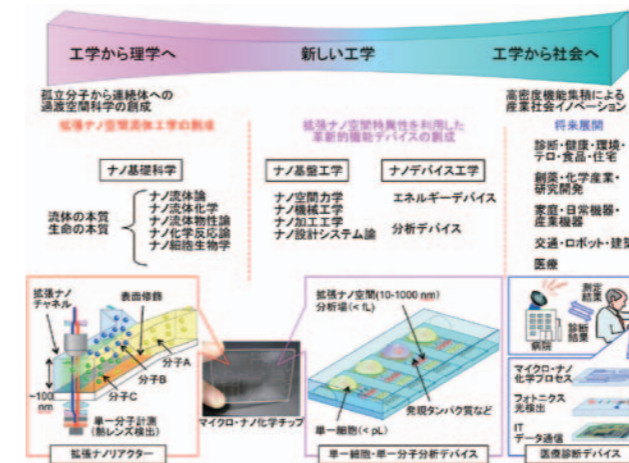 工学から理学へ
新しい工学
工学から社会へ
孤立分子から連続体への
過渡空間科学の創成
高密度機能集積による
産業社会イノベーション
拡張ナノ空間流体工学の創成
拡張ナノ空間特異性を利用した
革新的機能デバイスの創成
将来展開
ナノ基礎科学
ナノ基盤工学
ナノデバイス工学
流体の本質
生命の本質
ナノ流体論
ナノ流体化学
ナノ流体物性論
ナノ化学反応論
ナノ細胞生物学
ナノ空間力学
ナノ機械工学
ナノ加工工学
ナノ設計システム論
エネルギーデバイス
分析デバイス
診断・健康・環境・
テロ・食品・住宅
創薬・化学産業・
研究開発
家庭・日常機器・
産業機器
交通・ロボット・建築
医療
拡張ナノ
チャネル
表面修飾
分子A
分子B
分子C
~100
nm
単一分子計測
(熱レンズ検出)
拡張ナノリアクター
マイクロ・ナノ化学チップ
拡張ナノ空間(10-1000 nm)
分析場(< fL)
単一細胞(< pL)
発現タンパク質など
単一細胞・単一分子分析デバイス
測定
結果
診断
結果
病院
マイクロ・ナノ
化学プロセス
フォトニクス
光検出
IT
データ通信
医療診断デバイス